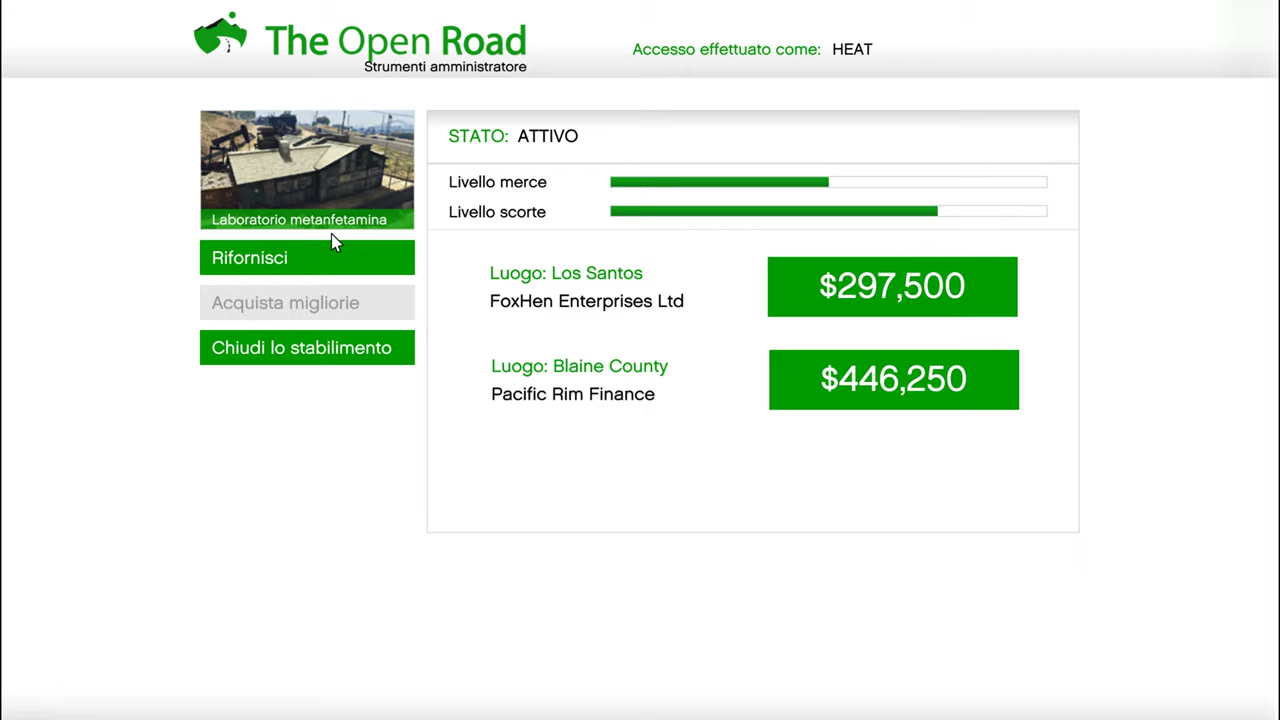 The Open Road
Strumenti amministratore
Accesso effettuato come: HEAT
Laboratorio metanfetamina
Rifornisci
Acquista migliorie
Chiudi lo stabilimento
STATO: ATTIVO
Livello merce
Livello scorte
Luogo: Los Santos
FoxHen Enterprises Ltd
$297,500
Luogo: Blaine County
Pacific Rim Finance
$446,250